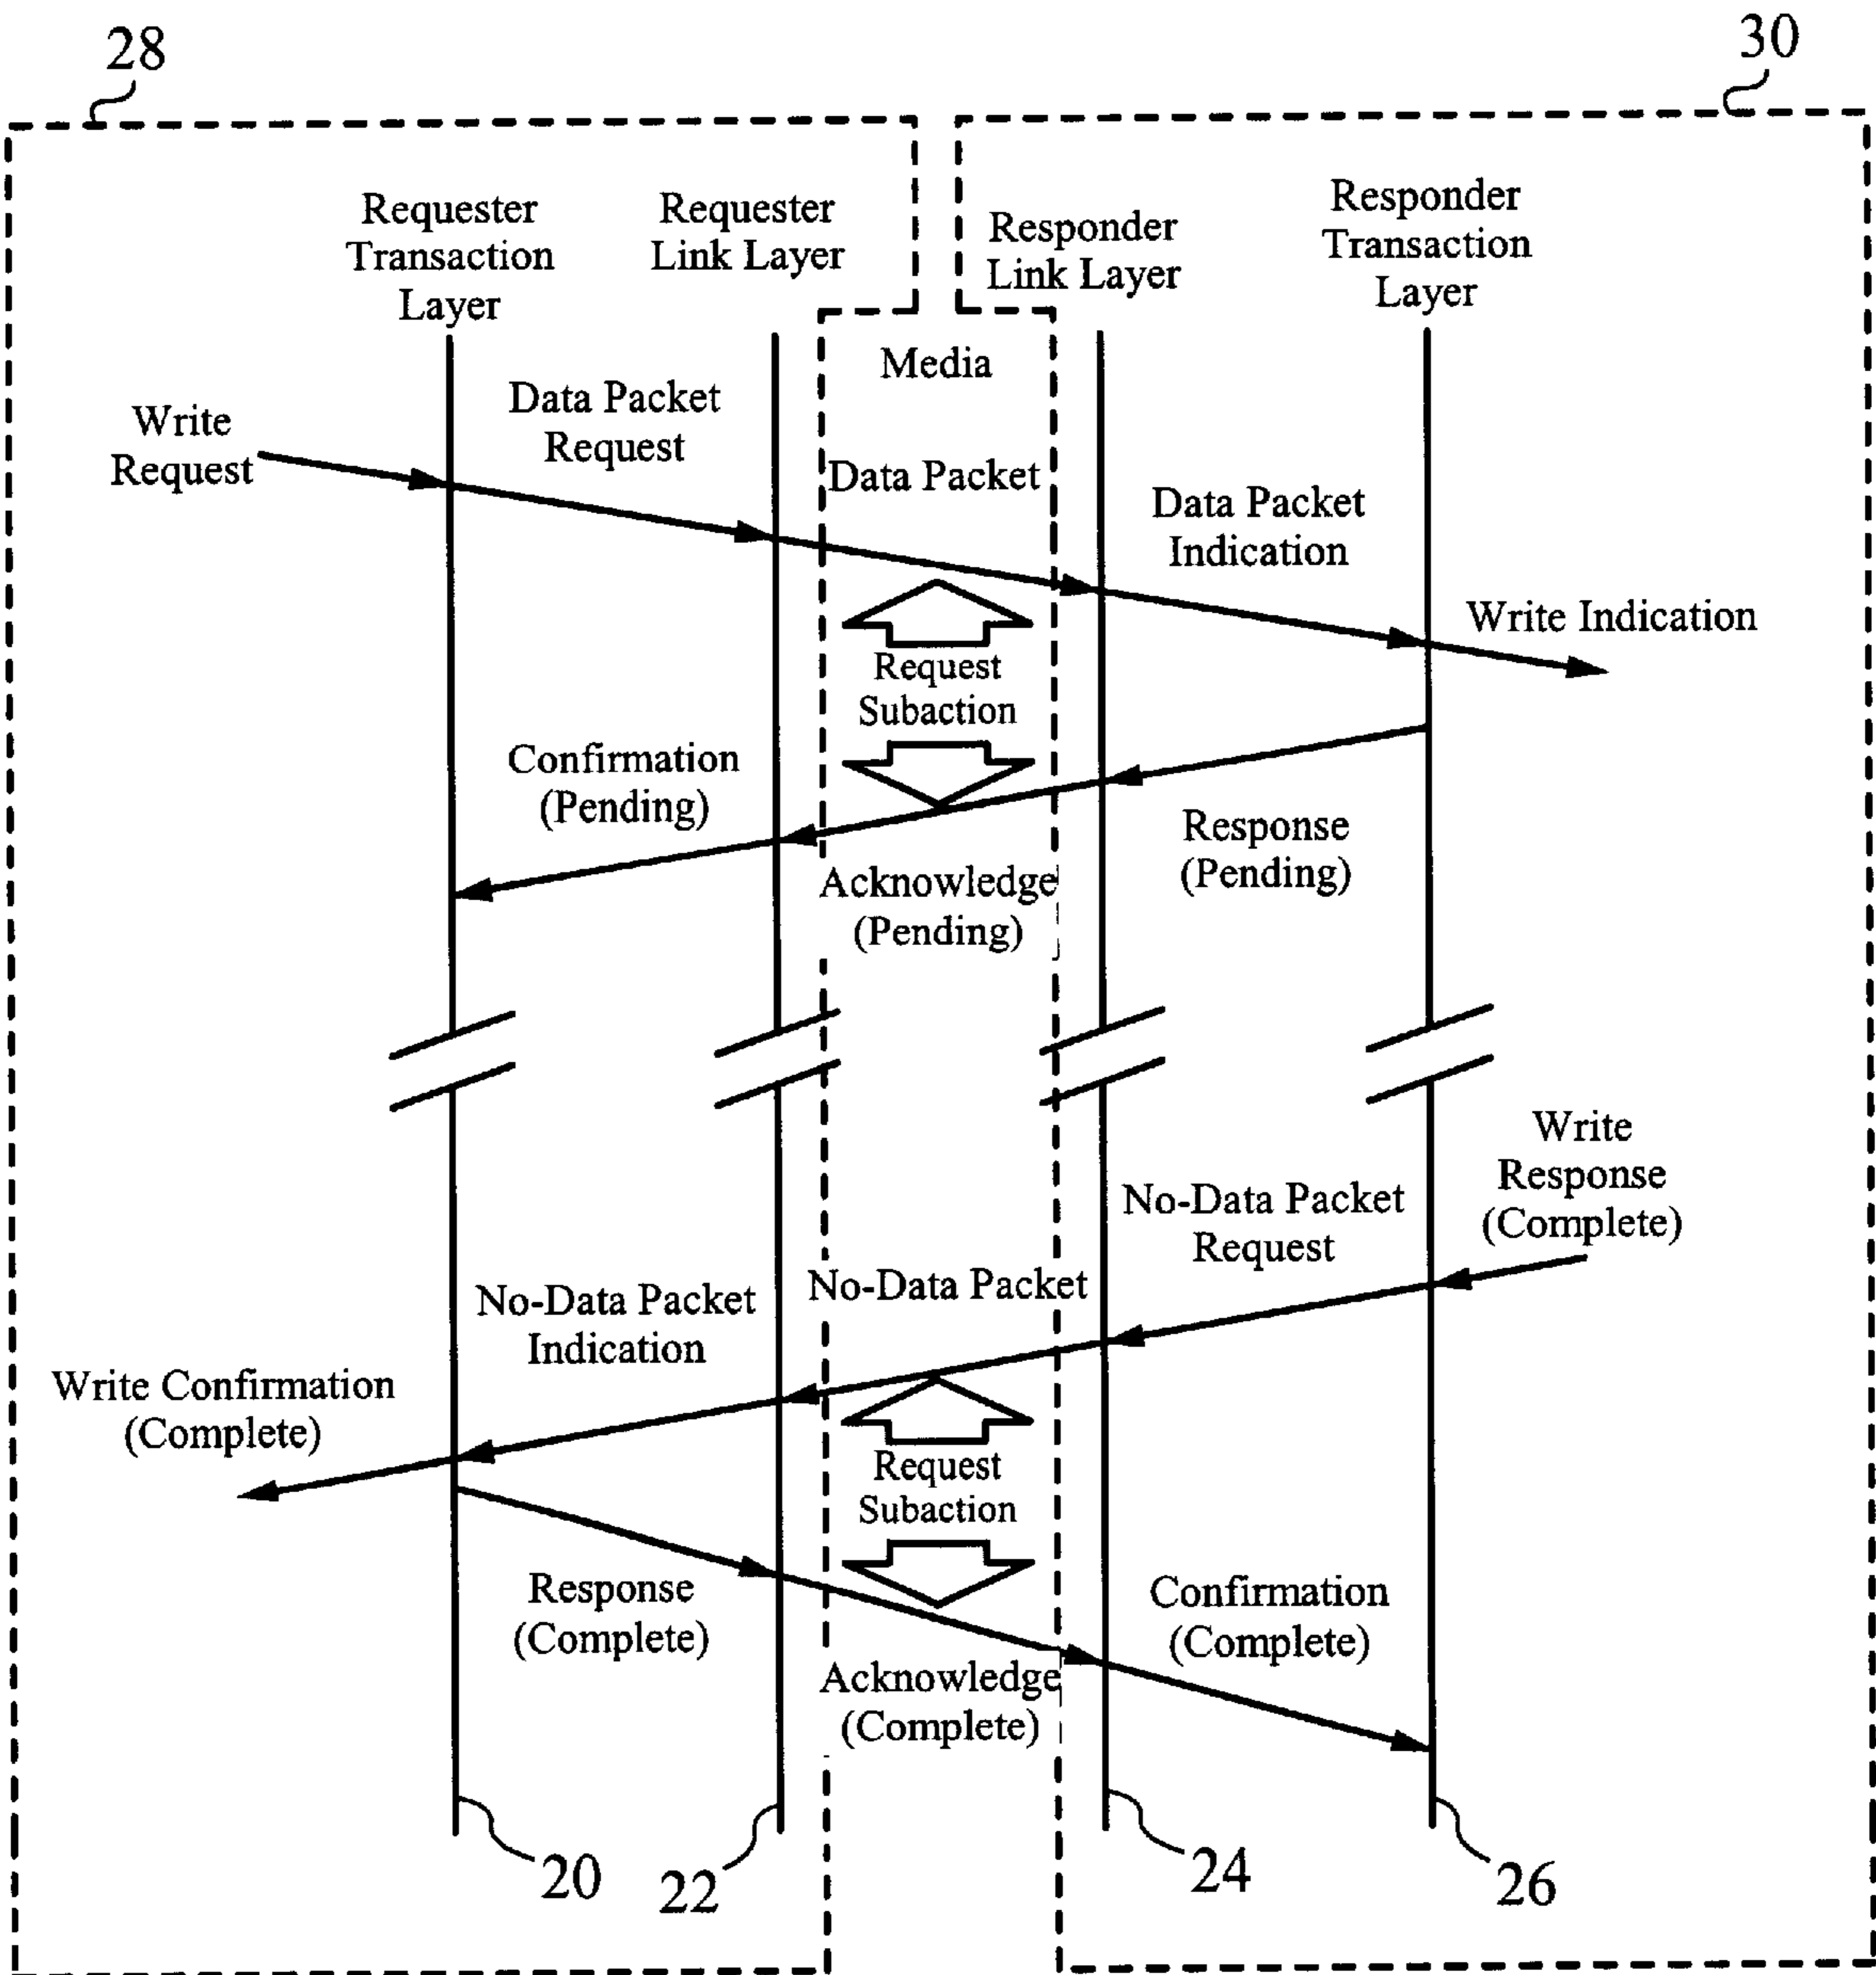 28
30
Requester
Transaction
Layer
Requester
Link Layer
Responder
Link Layer
Responder
Transaction
Layer
Media
Write
Request
Data Packet
Request
Data Packet
Data Packet
Indication
Write Indication
Request
Subaction
Confirmation
(Pending)
Acknowledge
(Pending)
Response
(Pending)
Write
Response
(Complete)
No-Data Packet
Request
No-Data Packet
No-Data Packet
Indication
Write Confirmation
(Complete)
Request
Subaction
Response
(Complete)
Acknowledge
(Complete)
Confirmation
(Complete)
20
22
24
26